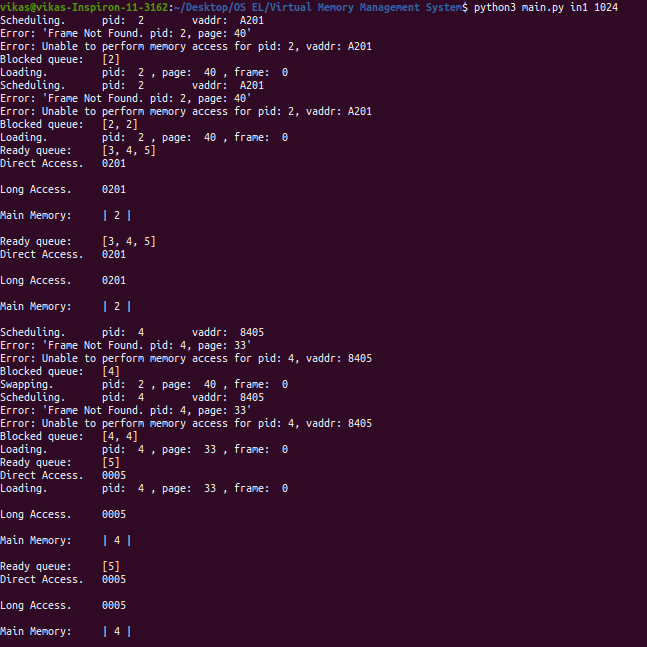 vikas@vikas-Inspiron-11-3162:~/Desktop/OS EL/Virtual Memory Management System$ python3 main.py in1 1024
Scheduling.      pid:  2        vaddr:  A201
Error: 'Frame Not Found. pid: 2, page: 40'
Error: Unable to perform memory access for pid: 2, vaddr: A201
Blocked queue:   [2]
Loading.         pid:  2 , page:  40 , frame:  0
Scheduling.      pid:  2        vaddr:  A201
Error: 'Frame Not Found. pid: 2, page: 40'
Error: Unable to perform memory access for pid: 2, vaddr: A201
Blocked queue:   [2, 2]
Loading.         pid:  2 , page:  40 , frame:  0
Ready queue:     [3, 4, 5]
Direct Access.   0201
Long Access.     0201
Main Memory:     | 2 |
Ready queue:     [3, 4, 5]
Direct Access.   0201
Long Access.     0201
Main Memory:     | 2 |
Scheduling.      pid:  4        vaddr:  8405
Error: 'Frame Not Found. pid: 4, page: 33'
Error: Unable to perform memory access for pid: 4, vaddr: 8405
Blocked queue:   [4]
Swapping.        pid:  2 , page:  40 , frame:  0
Scheduling.      pid:  4        vaddr:  8405
Error: 'Frame Not Found. pid: 4, page: 33'
Error: Unable to perform memory access for pid: 4, vaddr: 8405
Blocked queue:   [4, 4]
Loading.         pid:  4 , page:  33 , frame:  0
Ready queue:     [5]
Direct Access.   0005
Loading.         pid:  4 , page:  33 , frame:  0
Long Access.     0005
Main Memory:     | 4 |
Ready queue:     [5]
Direct Access.   0005
Long Access.     0005
Main Memory:     | 4 |